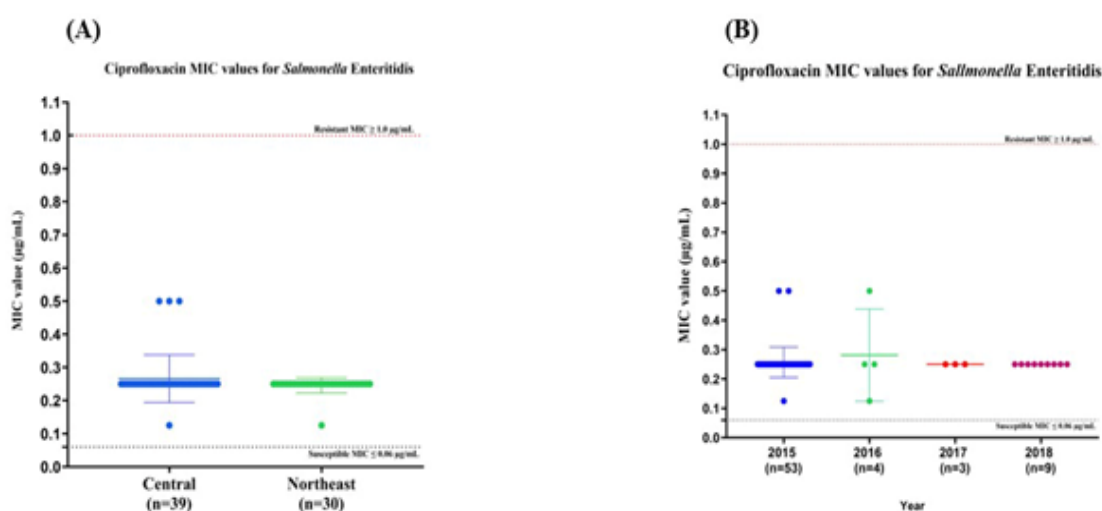 (A)
Ciprofloxacin MIC values for Salmonella Enteritidis
MIC value (µg/mL)
1.1
1.0
0.9
0.8
0.7
0.6
0.5
0.4
0.3
0.2
0.1
0.0
Resistant MIC ≥ 1.0 µg/mL
Susceptible MIC ≤ 0.06 µg/mL
Central
(n=39)
Northeast
(n=30)
(B)
Ciprofloxacin MIC values for Sallmonella Enteritidis
MIC value (µg/mL)
1.1
1.0
0.9
0.8
0.7
0.6
0.5
0.4
0.3
0.2
0.1
0.0
Resistant MIC ≥ 1.0 µg/mL
Susceptible MIC ≤ 0.06 µg/mL
2015
(n=53)
2016
(n=4)
2017
(n=3)
2018
(n=9)
Year